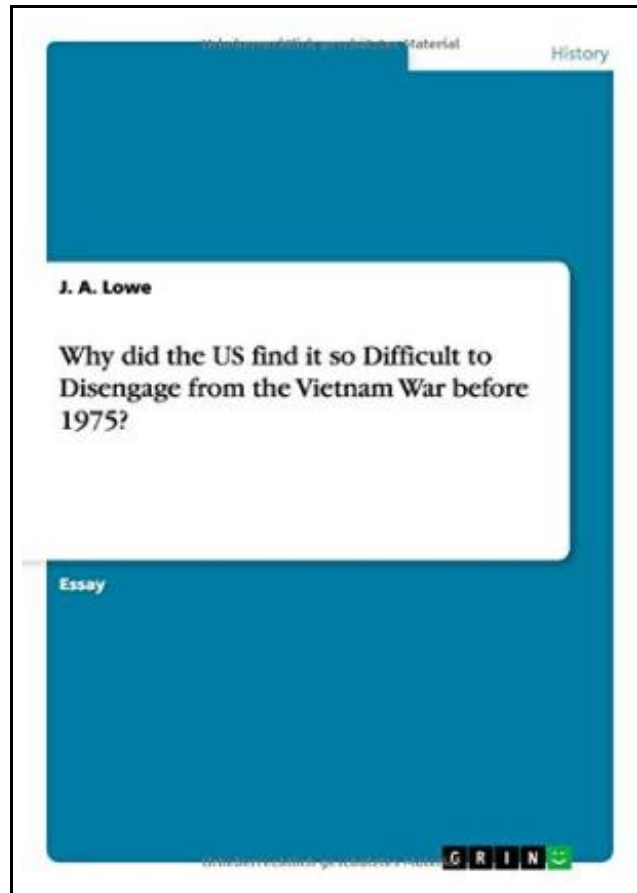 Material
History
J. A. Lowe
Why did the US find it so Difficult to
Disengage from the Vietnam War before
1975?
Essay
GRIN